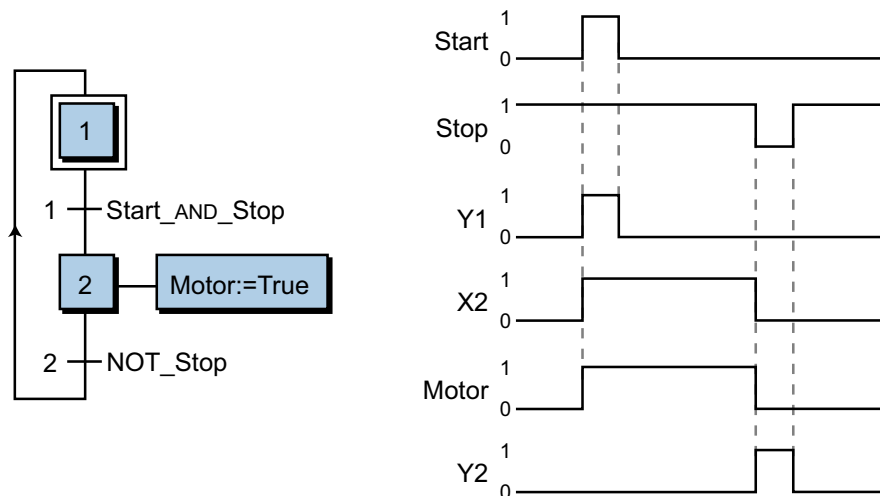 1
1 Start_AND_Stop
2 Motor:=True
2 NOT_Stop
Start 1 0
Stop 1 0
Y1 1 0
X2 1 0
Motor 1 0
Y2 1 0